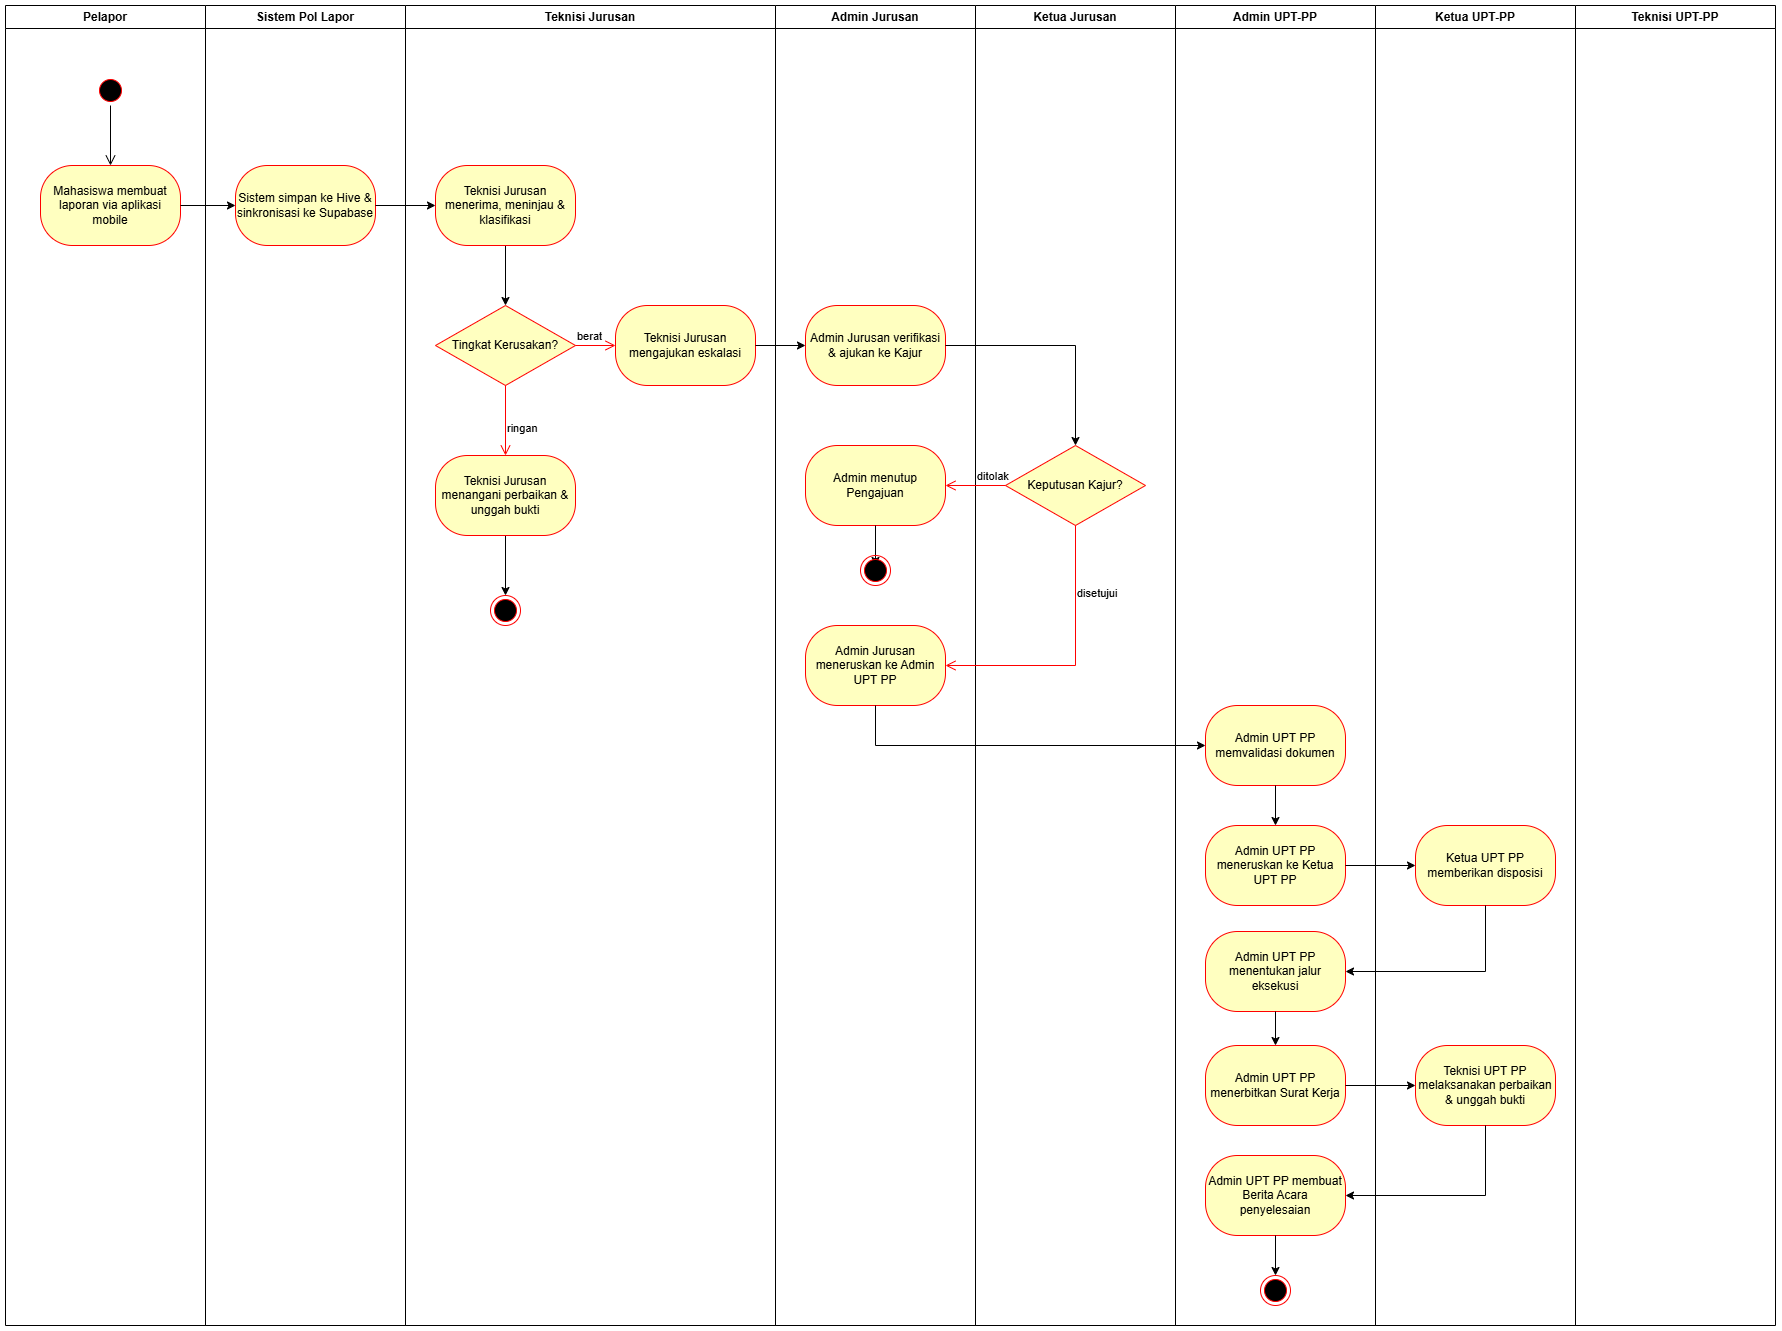 Pelapor
Sistem Pol Lapor
Teknisi Jurusan
Admin Jurusan
Ketua Jurusan
Admin UPT-PP
Ketua UPT-PP
Teknisi UPT-PP
Mahasiswa membuat
laporan via aplikasi
mobile
Sistem simpan ke Hive &
sinkronisasi ke Supabase
Teknisi Jurusan
menerima, meninjau &
klasifikasi
Tingkat Kerusakan?
berat
Teknisi Jurusan
mengajukan eskalasi
Admin Jurusan verifikasi
& ajukan ke Kajur
ringan
Teknisi Jurusan
menangani perbaikan &
unggah bukti
Admin menutup
Pengajuan
ditolak
Keputusan Kajur?
disetujui
Admin Jurusan
meneruskan ke Admin
UPT PP
Admin UPT PP
memvalidasi dokumen
Admin UPT PP
meneruskan ke Ketua
UPT PP
Ketua UPT PP
memberikan disposisi
Admin UPT PP
menentukan jalur
eksekusi
Admin UPT PP
menerbitkan Surat Kerja
Teknisi UPT PP
melaksanakan perbaikan
& unggah bukti
Admin UPT PP membuat
Berita Acara
penyelesaian